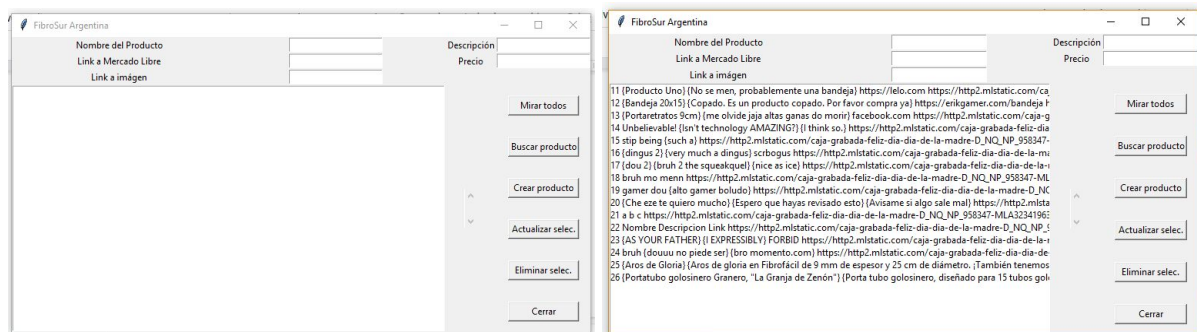 FibroSur Argentina
Nombre del Producto
Descripción
Link a Mercado Libre
Precio
Link a imágen
Mirar todos
Buscar producto
Crear producto
Actualizar selec.
Eliminar selec.
Cerrar
FibroSur Argentina
Nombre del Producto
Descripción
Link a Mercado Libre
Precio
Link a imágen
11 {Producto Uno} {No se men, probablemente una bandeja} https://lelo.com https://http2.mlstatic.com/caj
12 {Bandeja 20x15} {Copado. Es un producto copado. Por favor compra ya} https://erikgamer.com/bandeja h
13 {Portaretratos 9cm} {me olvide jaja altas ganas do morir} facebook.com https://http2.mlstatic.com/caja-g
14 Unbelievable! {Isn't technology AMAZING?} {I think so.} https://http2.mlstatic.com/caja-grabada-feliz-dia
15 stip being {such a} https://http2.mlstatic.com/caja-grabada-feliz-dia-dia-de-la-madre-D_NQ_NP_958347
16 {dingus 2} {very much a dingus} scrbogus https://http2.mlstatic.com/caja-grabada-feliz-dia-dia-de-la-ma
17 {dou 2} {bruh 2 the squeakquel} {nice as ice} https://http2.mlstatic.com/caja-grabada-feliz-dia-dia-de-la
18 bruh mo menn https://http2.mlstatic.com/caja-grabada-feliz-dia-dia-de-la-madre-D_NQ_NP_958347-ML
19 gamer dou {alto gamer boludo} https://http2.mlstatic.com/caja-grabada-feliz-dia-dia-de-la-madre-D_NQ
20 {Che eze te quiero mucho} {Espero que hayas revisado esto} {Avisame si algo sale mal} https://http2.mlsta
21 a b c https://http2.mlstatic.com/caja-grabada-feliz-dia-dia-de-la-madre-D_NQ_NP_958347-MLA32341963
22 Nombre Descripcion Link https://http2.mlstatic.com/caja-grabada-feliz-dia-dia-de-la-madre-D_NQ_NP_9
23 {AS YOUR FATHER} {I EXPRESSIBLY} FORBID https://http2.mlstatic.com/caja-grabada-feliz-dia-dia-de-la-
24 bruh {douuu no piede ser} {bro momento.com} https://http2.mlstatic.com/caja-grabada-feliz-dia-dia-de-
25 {Aros de Gloria} {Aros de gloria en Fibrofácil de 9 mm de espesor y 25 cm de diámetro. ¡También tenemos
26 {Portatubo golosinero Granero, "La Granja de Zenón"} {Porta tubo golosinero, diseñado para 15 tubos golo
Mirar todos
Buscar producto
Crear producto
Actualizar selec.
Eliminar selec.
Cerrar